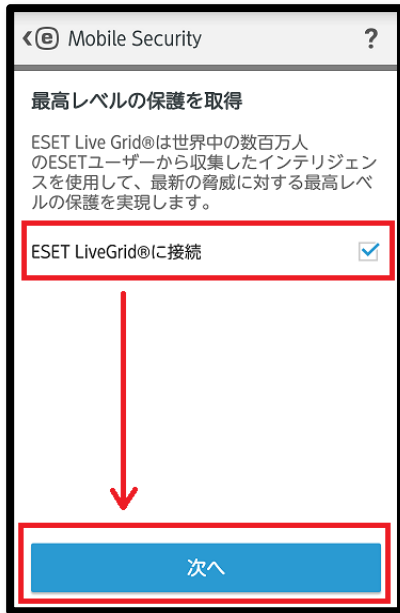 Mobile Security ?
最高レベルの保護を取得
ESET Live Grid®は世界中の数百万人
のESETユーザーから収集したインテリジェン
スを使用して、最新の脅威に対する最高レベ
ルの保護を実現します。
ESET LiveGrid®に接続
次へ